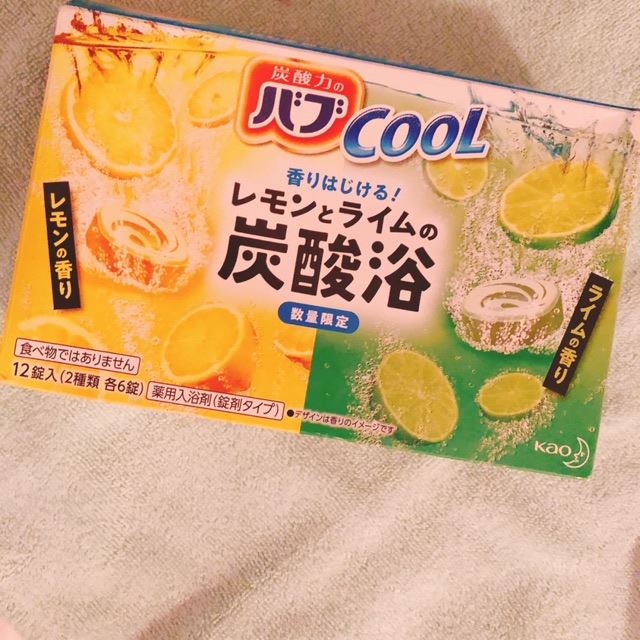 炭酸力の
バブ COOL
香りはじける!
レモンとライムの
炭酸浴
数量限定
レモンの香り
ライムの香り
食べ物ではありません
12錠入(2種類 各6錠) 薬用入浴剤(錠剤タイプ) ●デザインは香りのイメージです
Kao